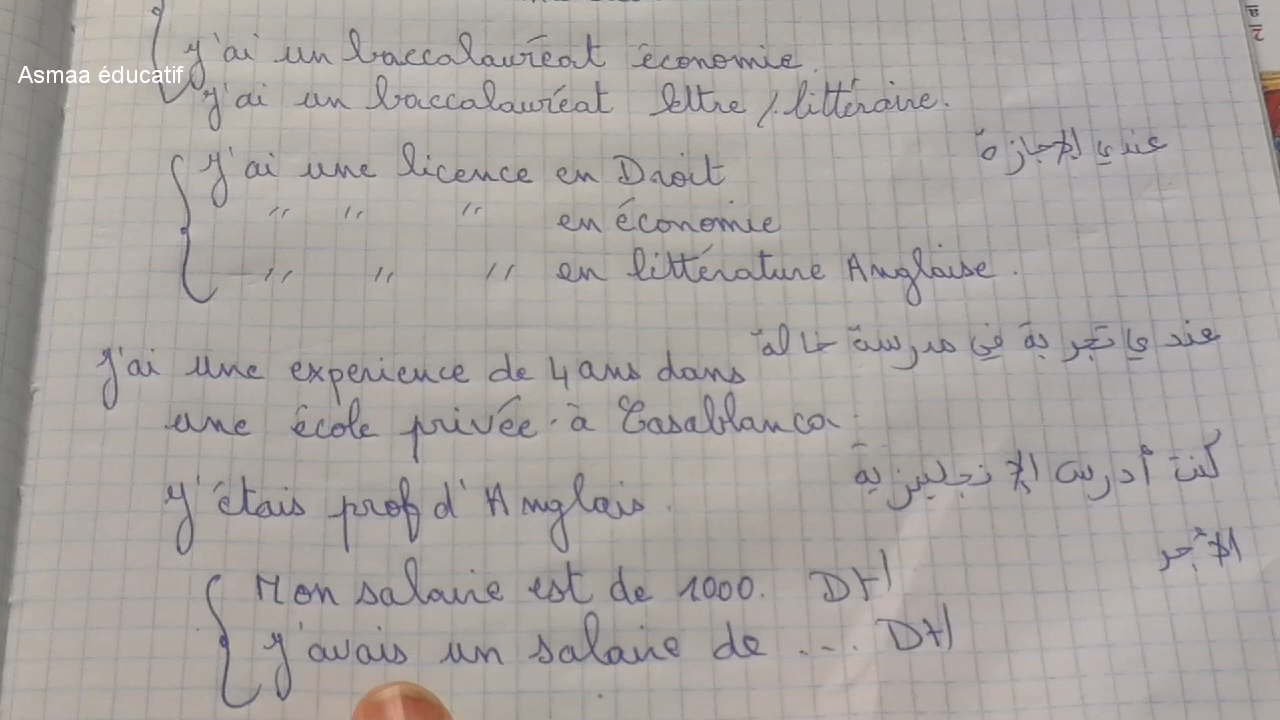 J'ai un baccalauréat économie.
Asmaa éducatif
J'ai un baccalauréat lettre / littéraire.
عندي الإجازة
J'ai une licence en Droit
〃 〃 〃 en économie
〃 〃 〃 en littérature Anglaise.
عندي تجربة في مدرسة خاصة
J'ai une experience de 4 ans dans
une école privée à Casablanca
كنت أدرس الإنجليزية
J'étais prof d'Anglais.
الأجر
Mon salaire est de 1000. DH
J'avais un salaire de ... DH